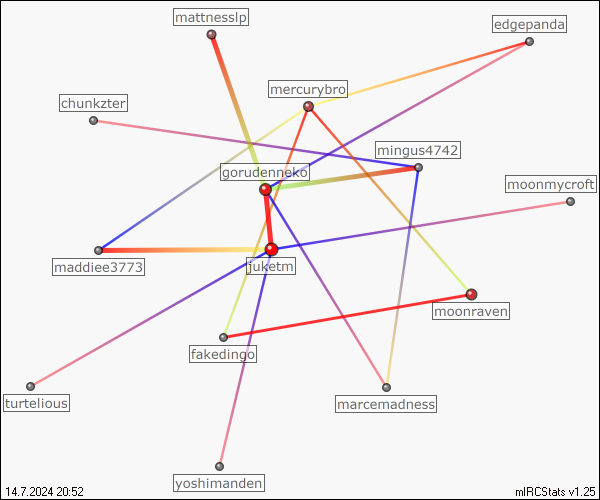 mattnesslp
edgepanda
mercurybro
chunkzter
mingus4742
gorudenneko
moonmycroft
maddiee3773
juketm
moonraven
fakedingo
turtelious
marcemadness
yoshimanden
14.7.2024 20:52
mIRCStats v1.25